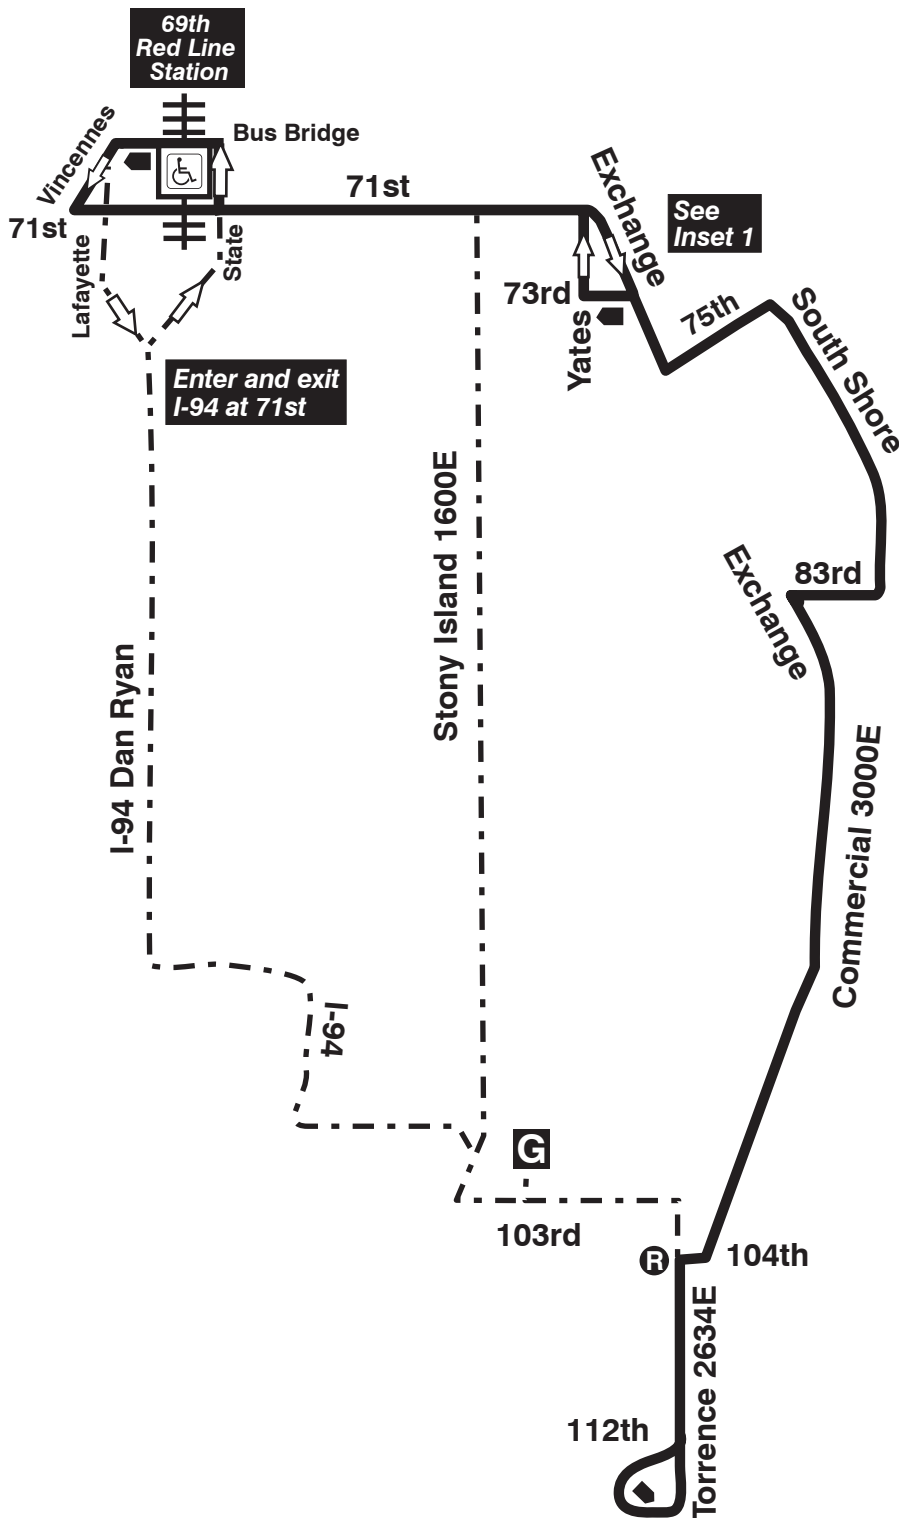 69th
Red Line
Station
Vincennes
Bus Bridge
71st
71st
Exchange
See
Inset 1
Lafayette
State
73rd
Yates
75th
South Shore
Enter and exit
I-94 at 71st
Stony Island 1600E
83rd
Exchange
I-94 Dan Ryan
Commercial 3000E
I-94
G
103rd
R
104th
Torrence 2634E
112th